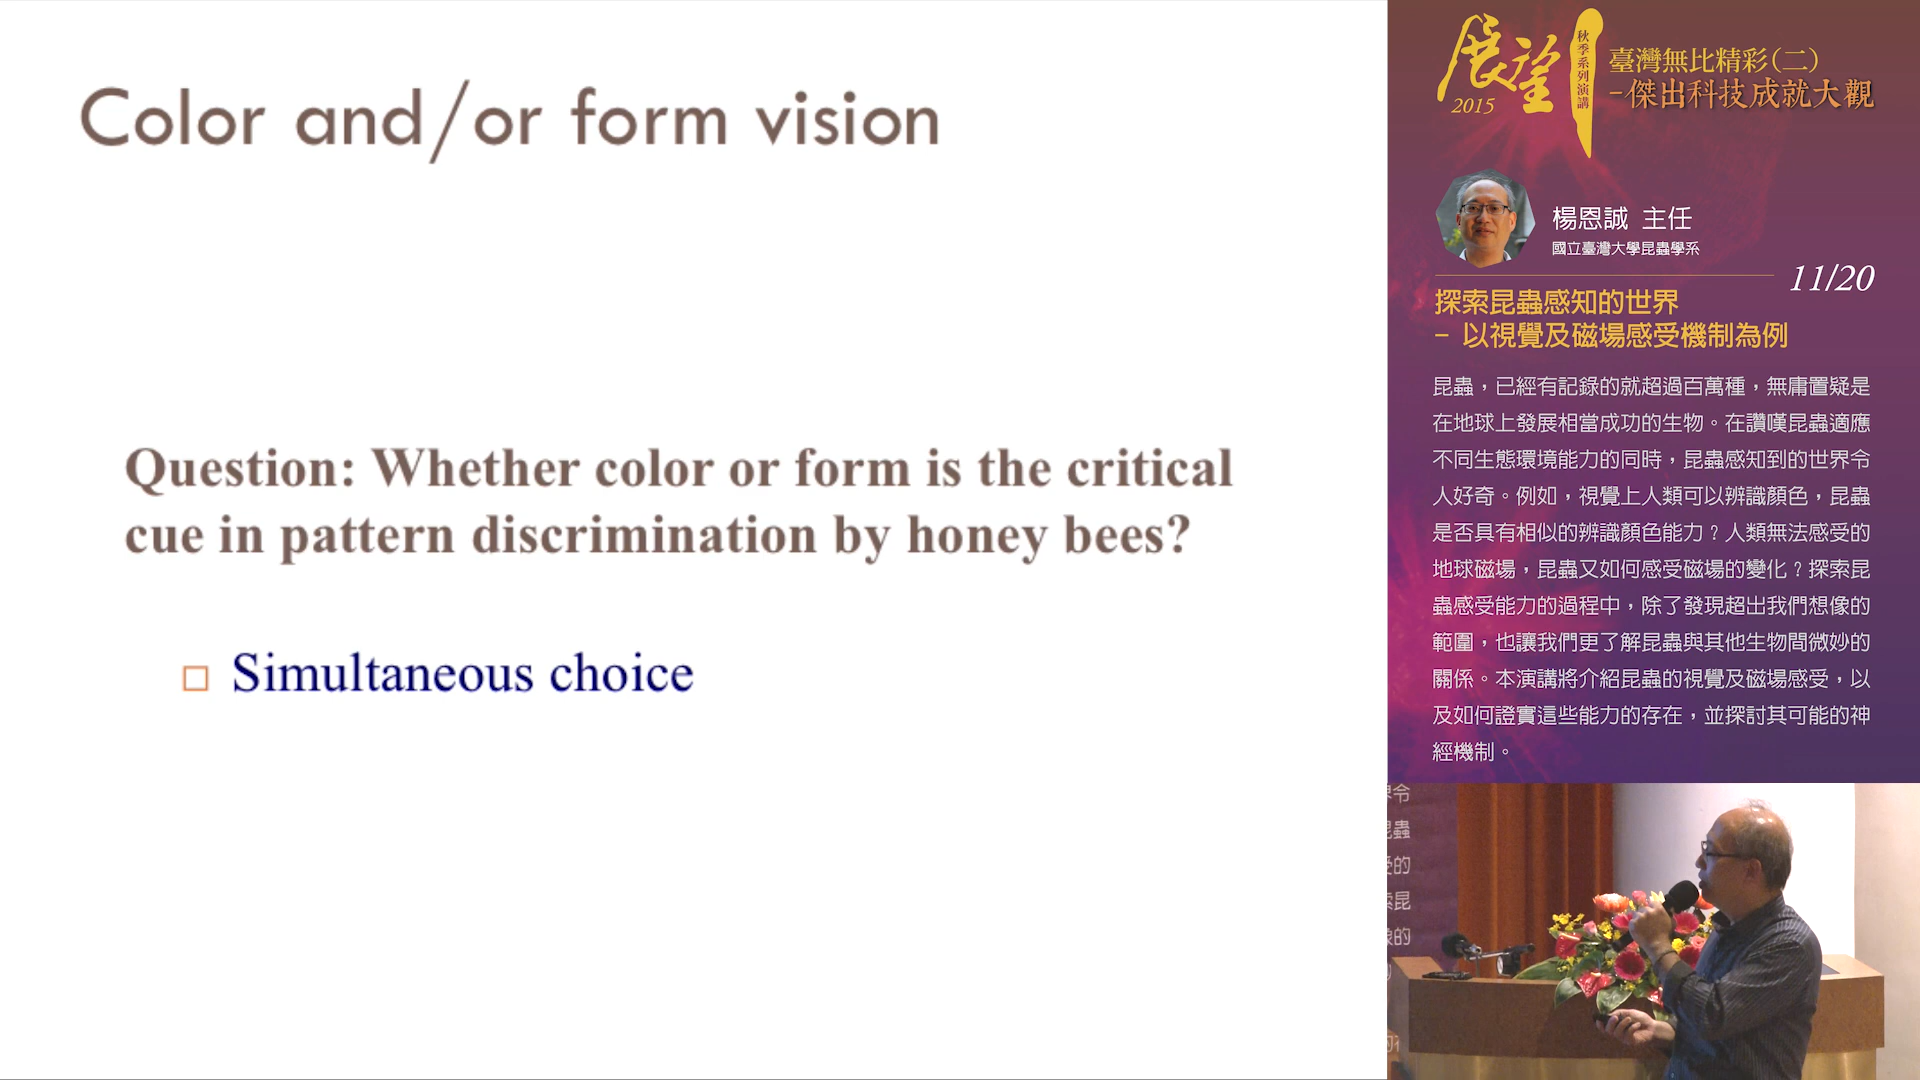 Color and/or form vision
Question: Whether color or form is the critical
cue in pattern discrimination by honey bees?
Simultaneous choice
展望
2015
秋季系列演講
臺灣無比精彩(二)
-傑出科技成就大觀
楊恩誠 主任
國立臺灣大學昆蟲學系
11/20
探索昆蟲感知的世界
- 以視覺及磁場感受機制為例
昆蟲，已經有記錄的就超過百萬種，無庸置疑是
在地球上發展相當成功的生物。在讚嘆昆蟲適應
不同生態環境能力的同時，昆蟲感知到的世界令
人好奇。例如，視覺上人類可以辨識顏色，昆蟲
是否具有相似的辨識顏色能力？人類無法感受的
地球磁場，昆蟲又如何感受磁場的變化？探索昆
蟲感受能力的過程中，除了發現超出我們想像的
範圍，也讓我們更了解昆蟲與其他生物間微妙的
關係。本演講將介紹昆蟲的視覺及磁場感受，以
及如何證實這些能力的存在，並探討其可能的神
經機制。
界令
昆蟲
受的
索昆
像的